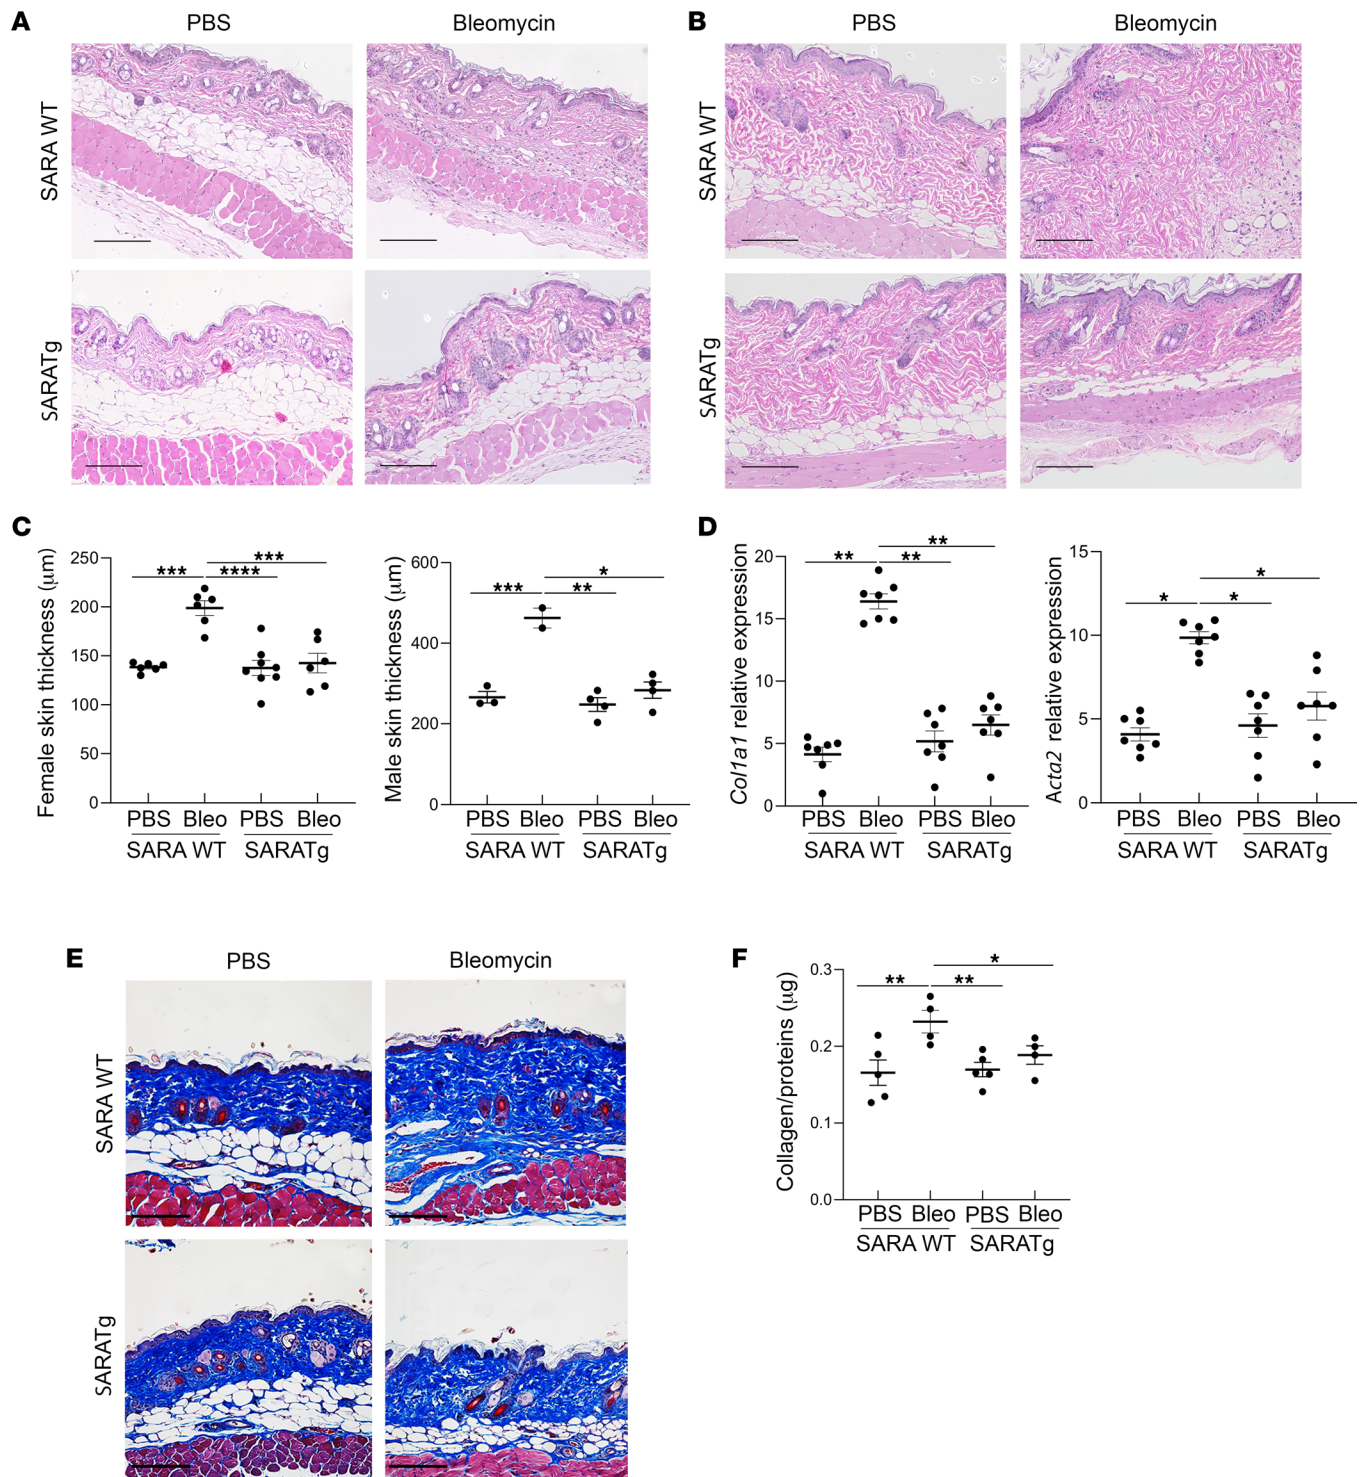 A
PBS
Bleomycin
SARA WT
SARATg
B
PBS
Bleomycin
SARA WT
SARATg
C
Female skin thickness (μm)
250
200
150
100
50
0
***
****
***
PBS Bleo PBS Bleo
SARA WT SARATg
Male skin thickness (μm)
600
400
200
0
***
**
*
PBS Bleo PBS Bleo
SARA WT SARATg
D
Col1a1 relative expression
20
15
10
5
0
**
**
**
PBS Bleo PBS Bleo
SARA WT SARATg
Acta2 relative expression
15
10
5
0
*
*
*
PBS Bleo PBS Bleo
SARA WT SARATg
E
PBS
Bleomycin
SARA WT
SARATg
F
Collagen/proteins (μg)
0.3
0.2
0.1
0.0
**
**
*
PBS Bleo PBS Bleo
SARA WT SARATg